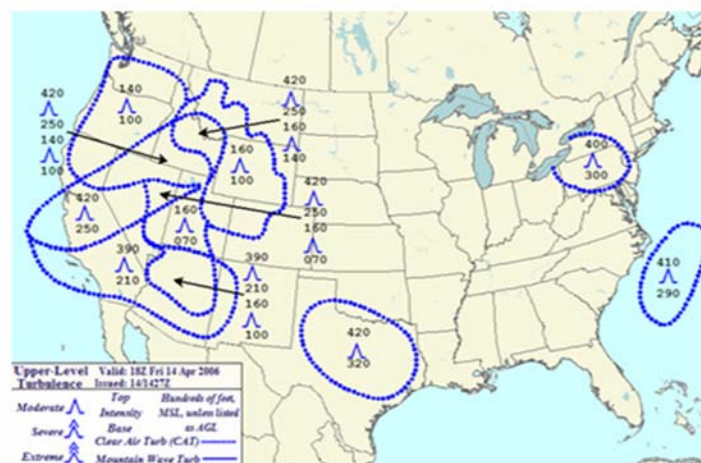 420
250
140
100
140
100
420
250
160
140
160
100
420
250
160
070
420
250
160
070
390
210
390
210
160
100
400
300
410
290
420
320
Upper-Level
Turbulence
Valid: 18Z Fri 14 Apr 2006
Issued: 14/1427Z
Moderate
Top
Hundreds of feet,
Intensity
MSL, unless listed
Severe
Base
as AGL
Clear Air Turb (CAT)
Extreme
Mountain Wave Turb